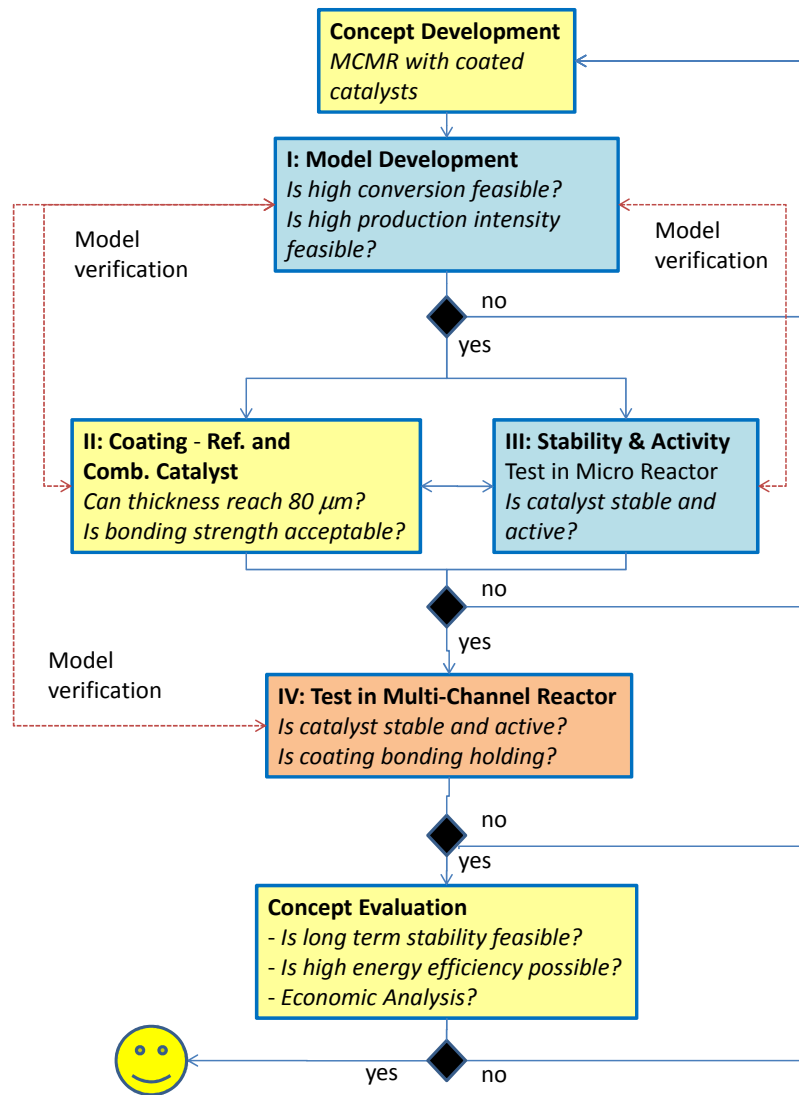 Concept Development
MCMR with coated
catalysts
I: Model Development
Is high conversion feasible?
Is high production intensity
feasible?
Model
verification
Model
verification
no
yes
II: Coating - Ref. and
Comb. Catalyst
Can thickness reach 80 μm?
Is bonding strength acceptable?
III: Stability & Activity
Test in Micro Reactor
Is catalyst stable and
active?
no
yes
Model
verification
IV: Test in Multi-Channel Reactor
Is catalyst stable and active?
Is coating bonding holding?
no
yes
Concept Evaluation
- Is long term stability feasible?
- Is high energy efficiency possible?
- Economic Analysis?
yes
no